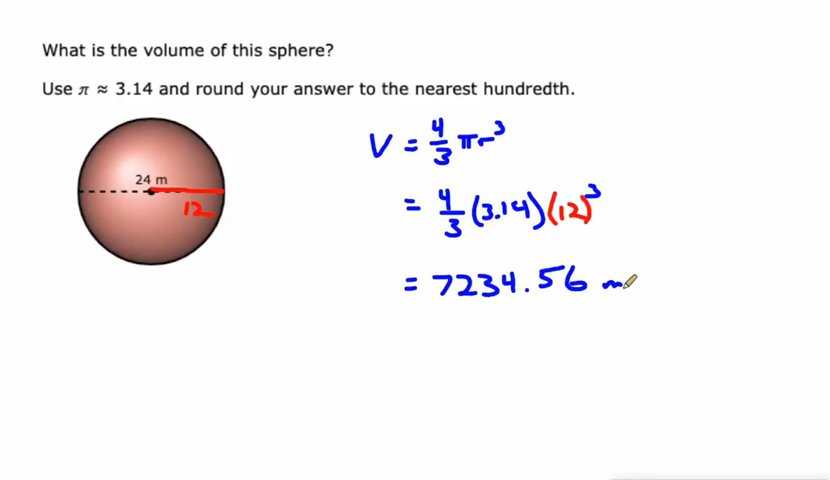 What is the volume of this sphere?
Use π ≈ 3.14 and round your answer to the nearest hundredth.
24 m
12
V = 4/3 πr³
= 4/3 (3.14)(12)³
= 7234.56 m